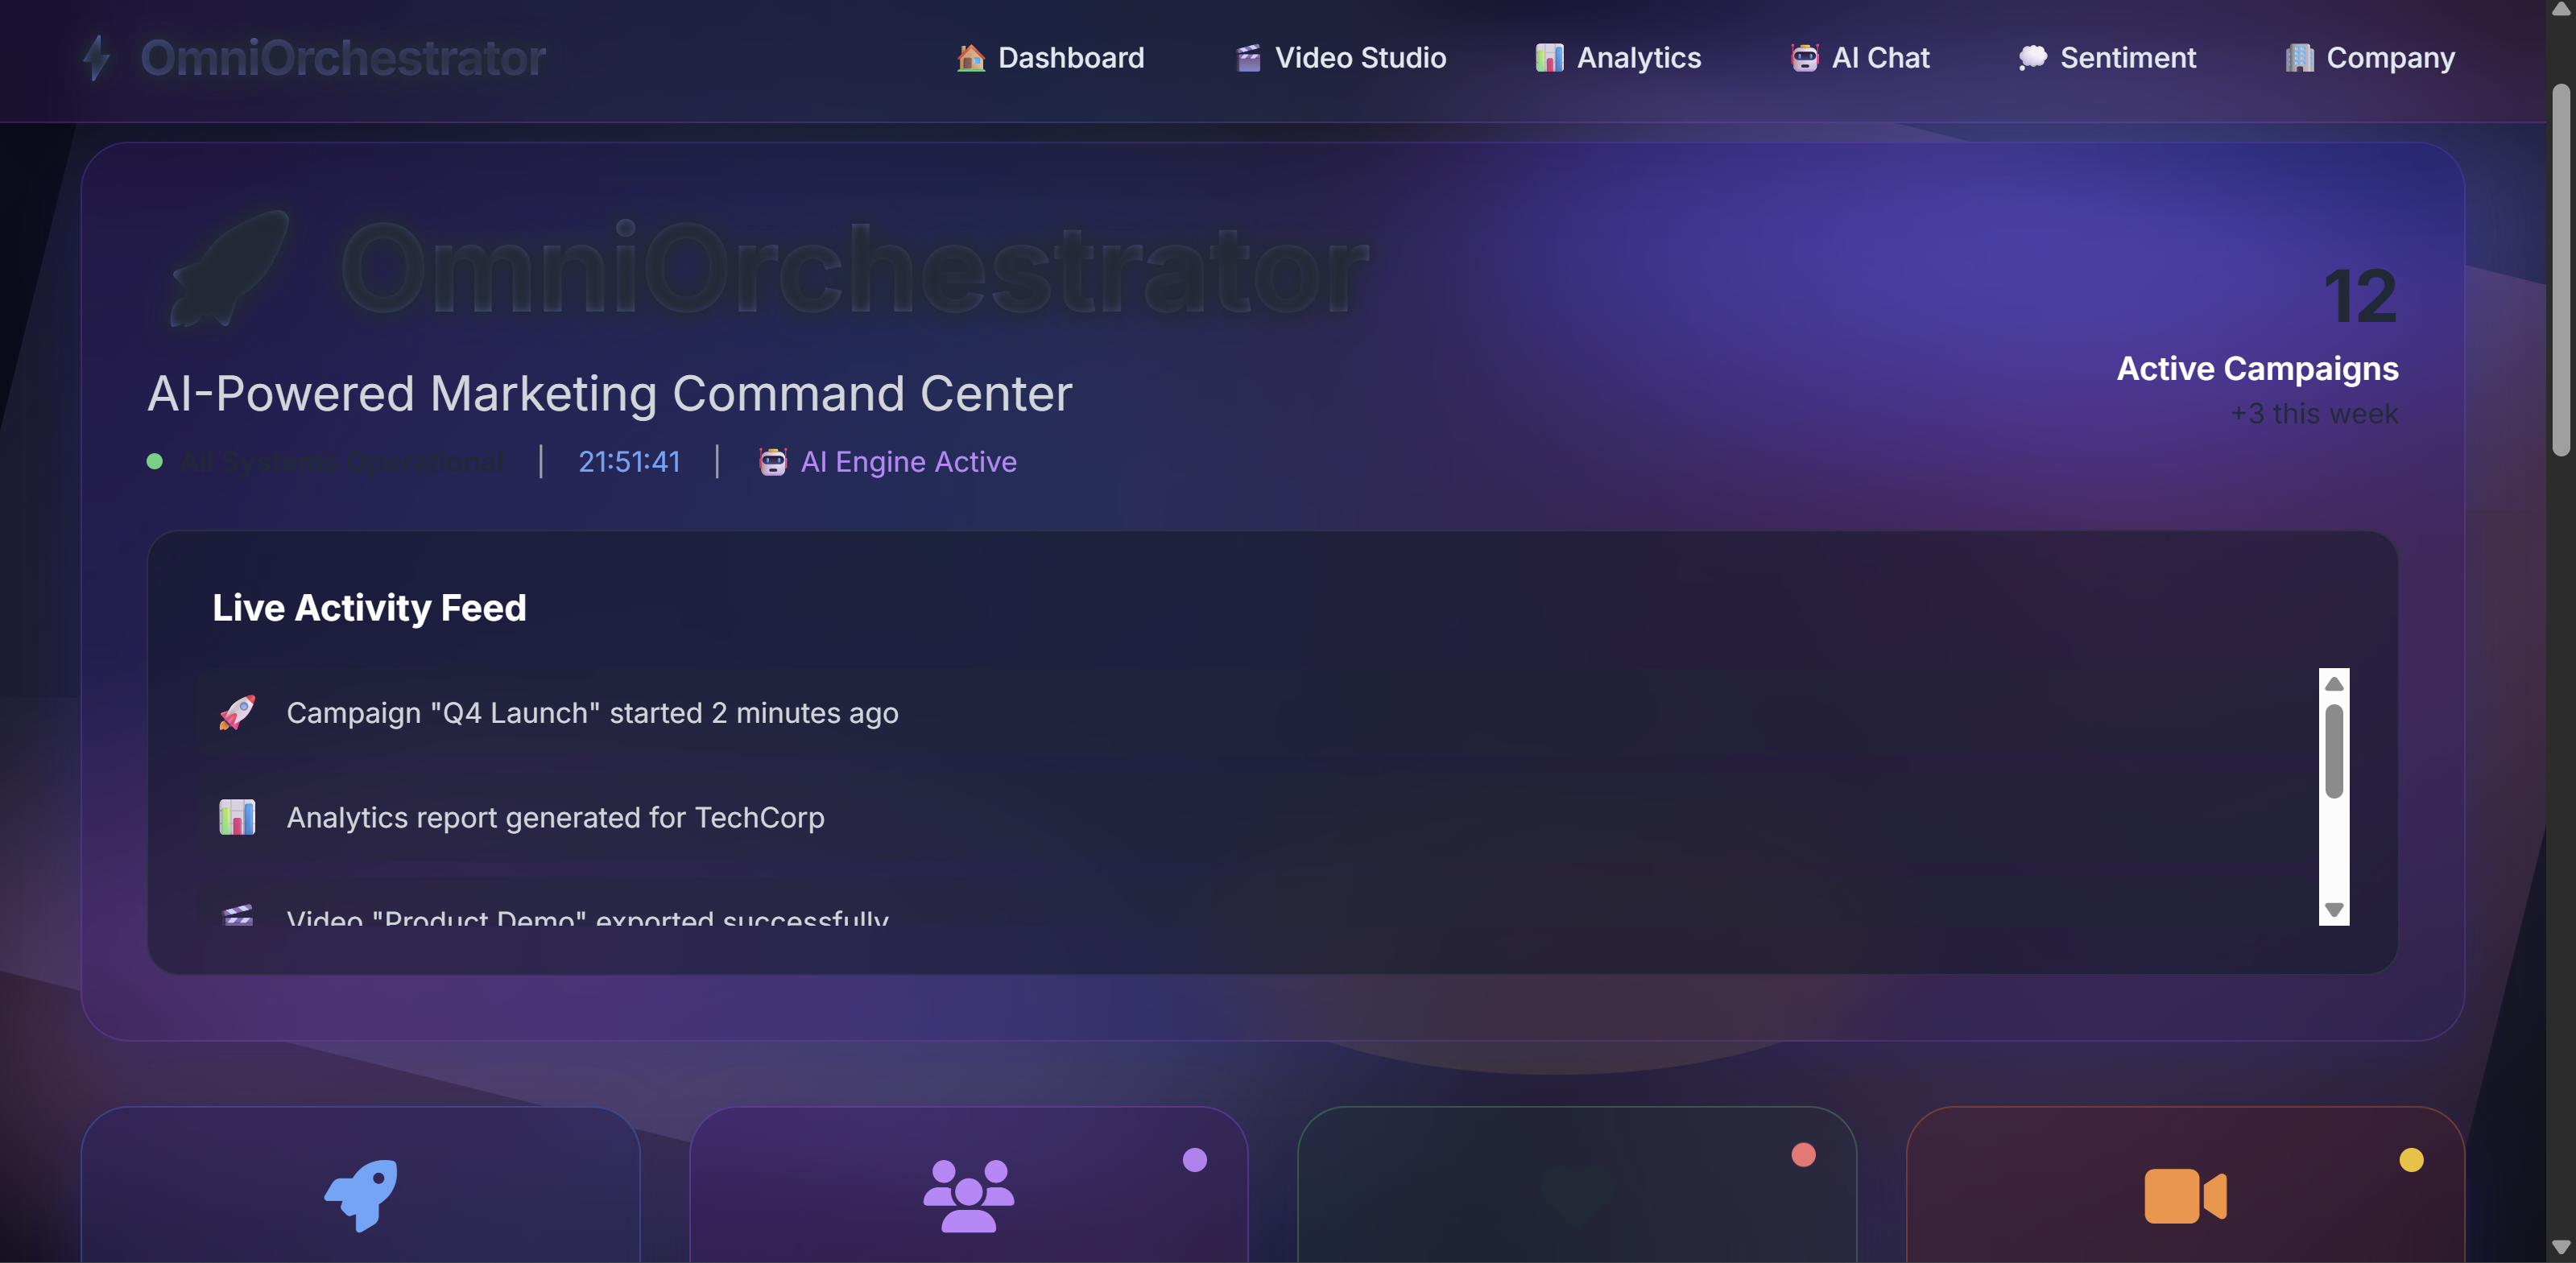 OmniOrchestrator
Dashboard
Video Studio
Analytics
AI Chat
Sentiment
Company
OmniOrchestrator
AI-Powered Marketing Command Center
All Systems Operational | 21:51:41 | AI Engine Active
12
Active Campaigns
+3 this week
Live Activity Feed
Campaign "Q4 Launch" started 2 minutes ago
Analytics report generated for TechCorp
Video "Product Demo" exported successfully